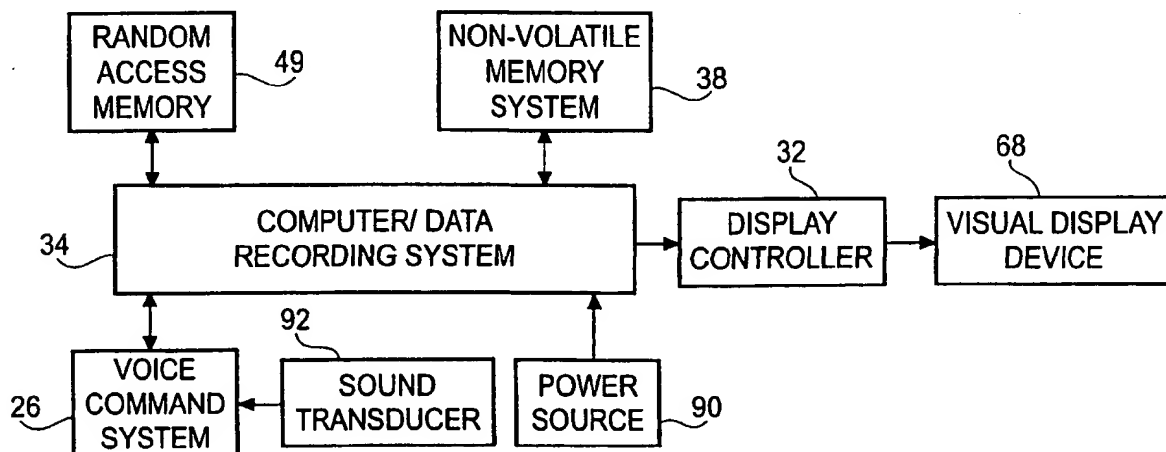 RANDOM
ACCESS
MEMORY
49
NON-VOLATILE
MEMORY
SYSTEM
38
COMPUTER/ DATA
RECORDING SYSTEM
34
32
DISPLAY
CONTROLLER
68
VISUAL DISPLAY
DEVICE
VOICE
COMMAND
SYSTEM
26
92
SOUND
TRANSDUCER
POWER
SOURCE
90